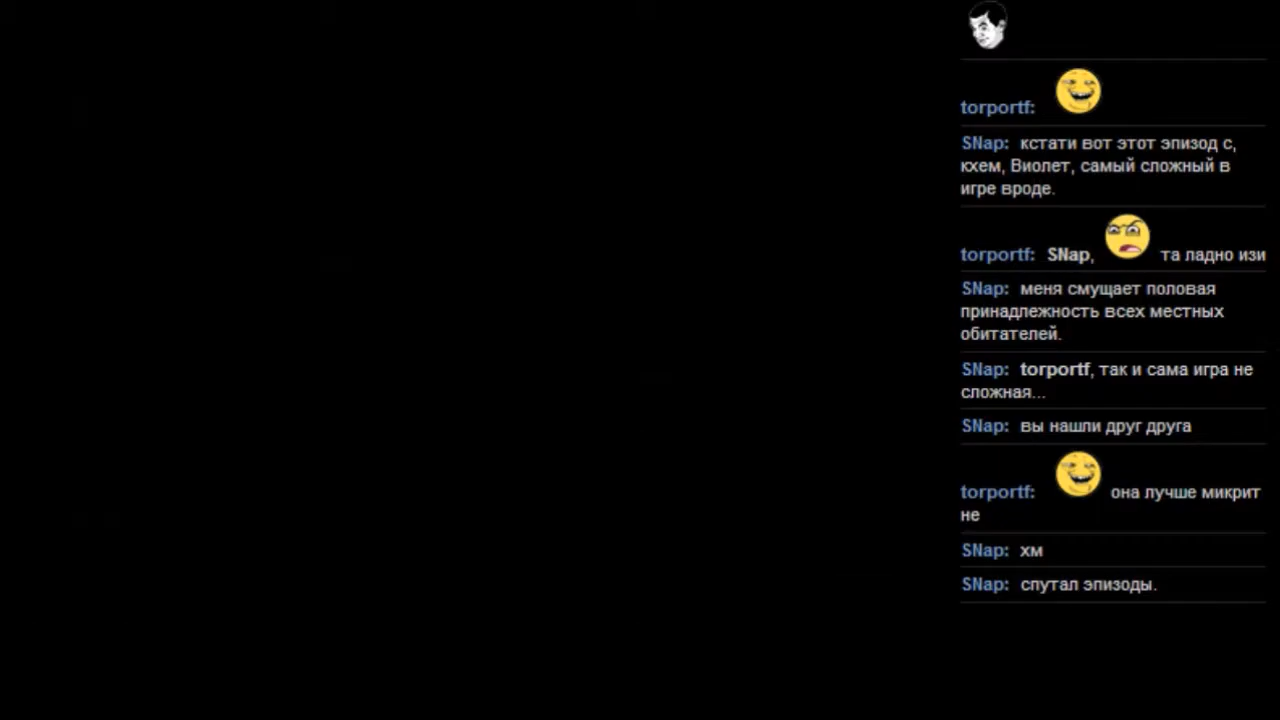 torportf:
SNap: кстати вот этот эпизод с,
кхем, Виолет, самый сложный в
игре вроде.
torportf: SNap, та ладно изи
SNap: меня смущает половая
принадлежность всех местных
обитателей.
SNap: torportf, так и сама игра не
сложная...
SNap: вы нашли друг друга
torportf: она лучше микрит
не
SNap: хм
SNap: спутал эпизоды.